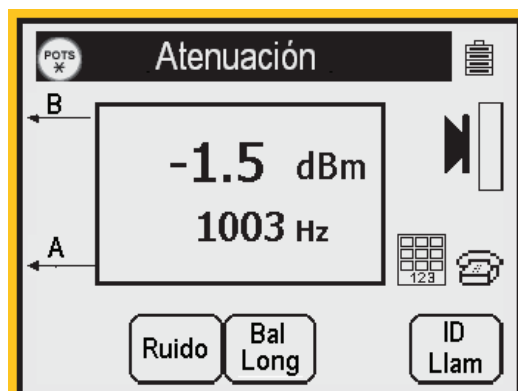 POTS
Atenuación
B
-1.5 dBm
1003 Hz
A
123
Ruido
Bal
Long
ID
Llam